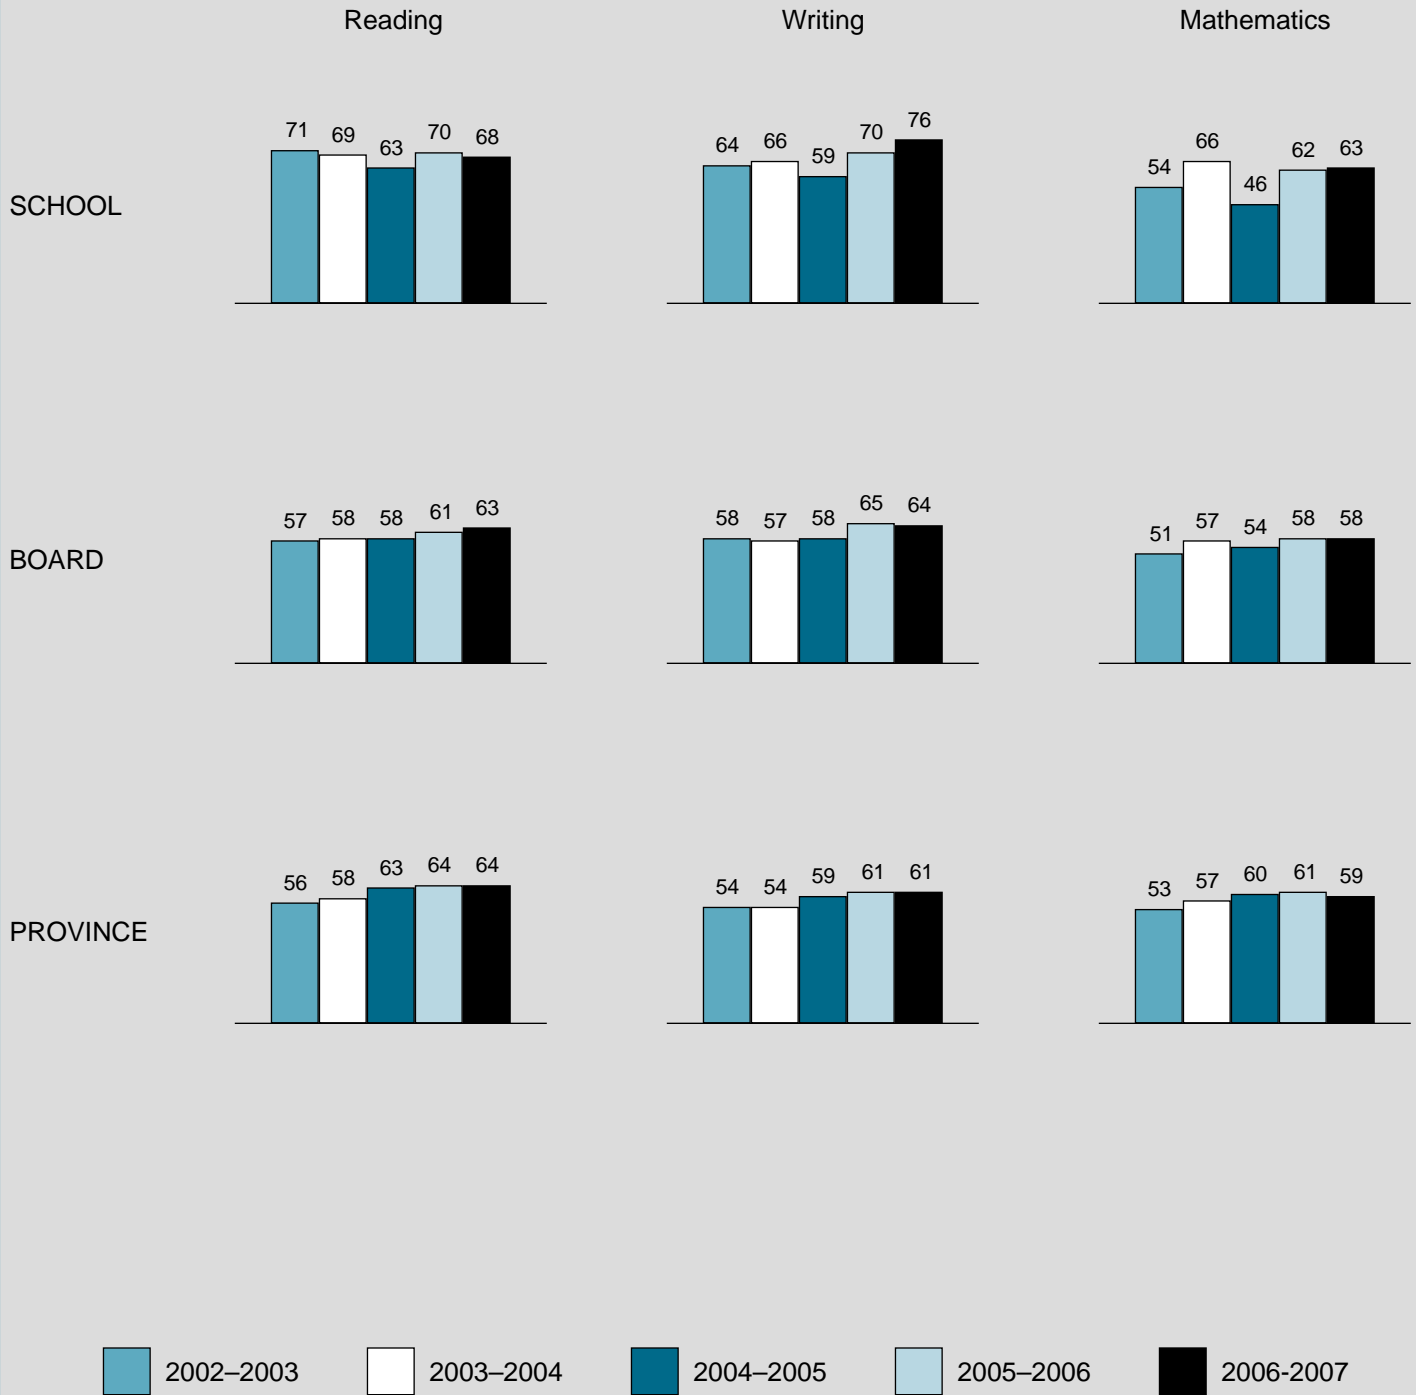 Reading Writing Mathematics
71 69 63 70 68 64 66 59 70 76 54 66 46 62 63
SCHOOL
57 58 58 61 63 58 57 58 65 64 51 57 54 58 58
BOARD
56 58 63 64 64 54 54 59 61 61 53 57 60 61 59
PROVINCE
2002–2003 2003–2004 2004–2005 2005–2006 2006-2007